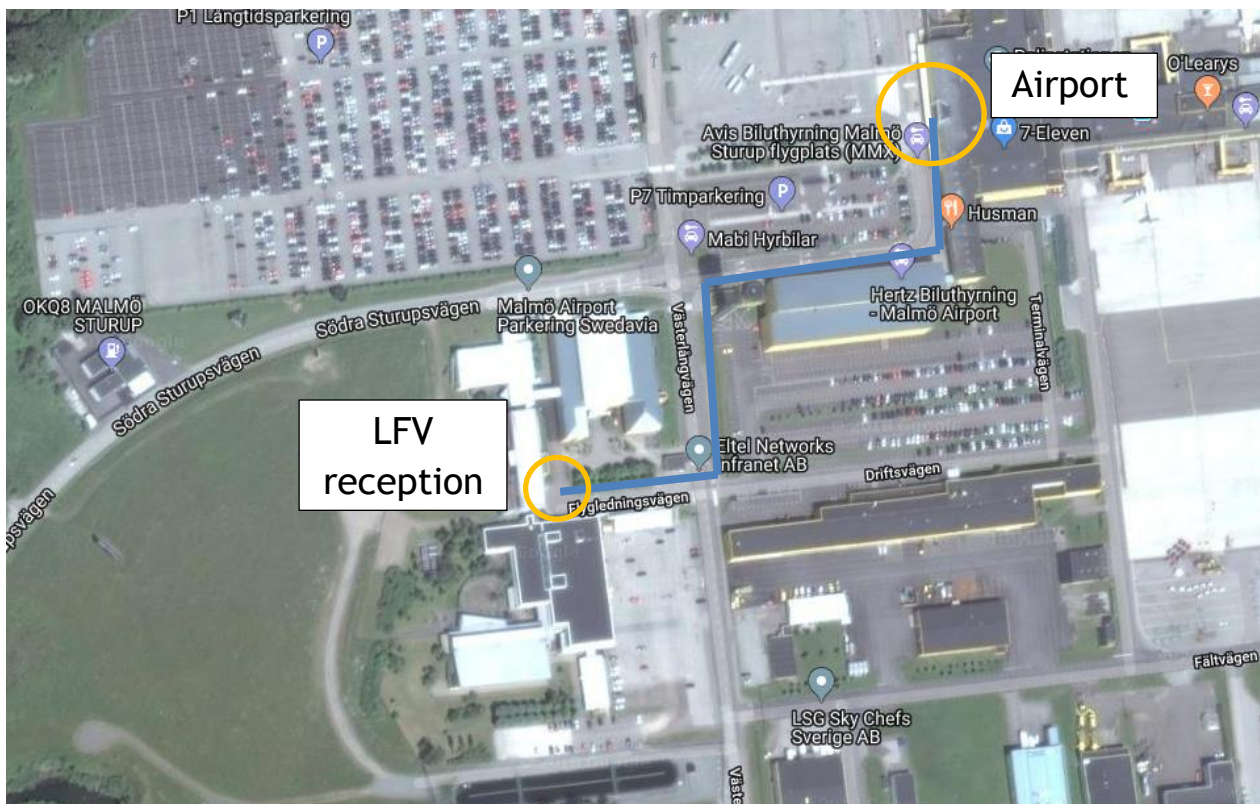 P1 Långtidsparkering
O'Learys
Airport
7-Eleven
Avis Biluthyrning Malmö
Sturup flygplats (MMX)
P7 Timparkering
Husman
Mabi Hyrbilar
OKQ8 MALMÖ
STURUP
Malmö Airport
Parkering Swedavia
Hertz Biluthyrning
- Malmö Airport
Södra Sturupsvägen
Södra Sturupsvägen
Västerlångvägen
Terminalvägen
LFV
reception
Eltel Networks
Infranet AB
Driftsvägen
Flygledningsvägen
upsvägen
Fältvägen
LSG Sky Chefs
Sverige AB
Väste